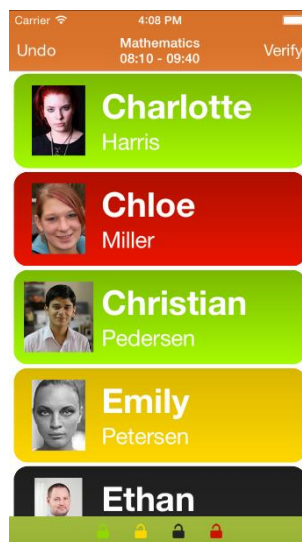 Carrier 4:08 PM
Undo Mathematics Verify
08:10 - 09:40
Charlotte
Harris
Chloe
Miller
Christian
Pedersen
Emily
Petersen
Ethan